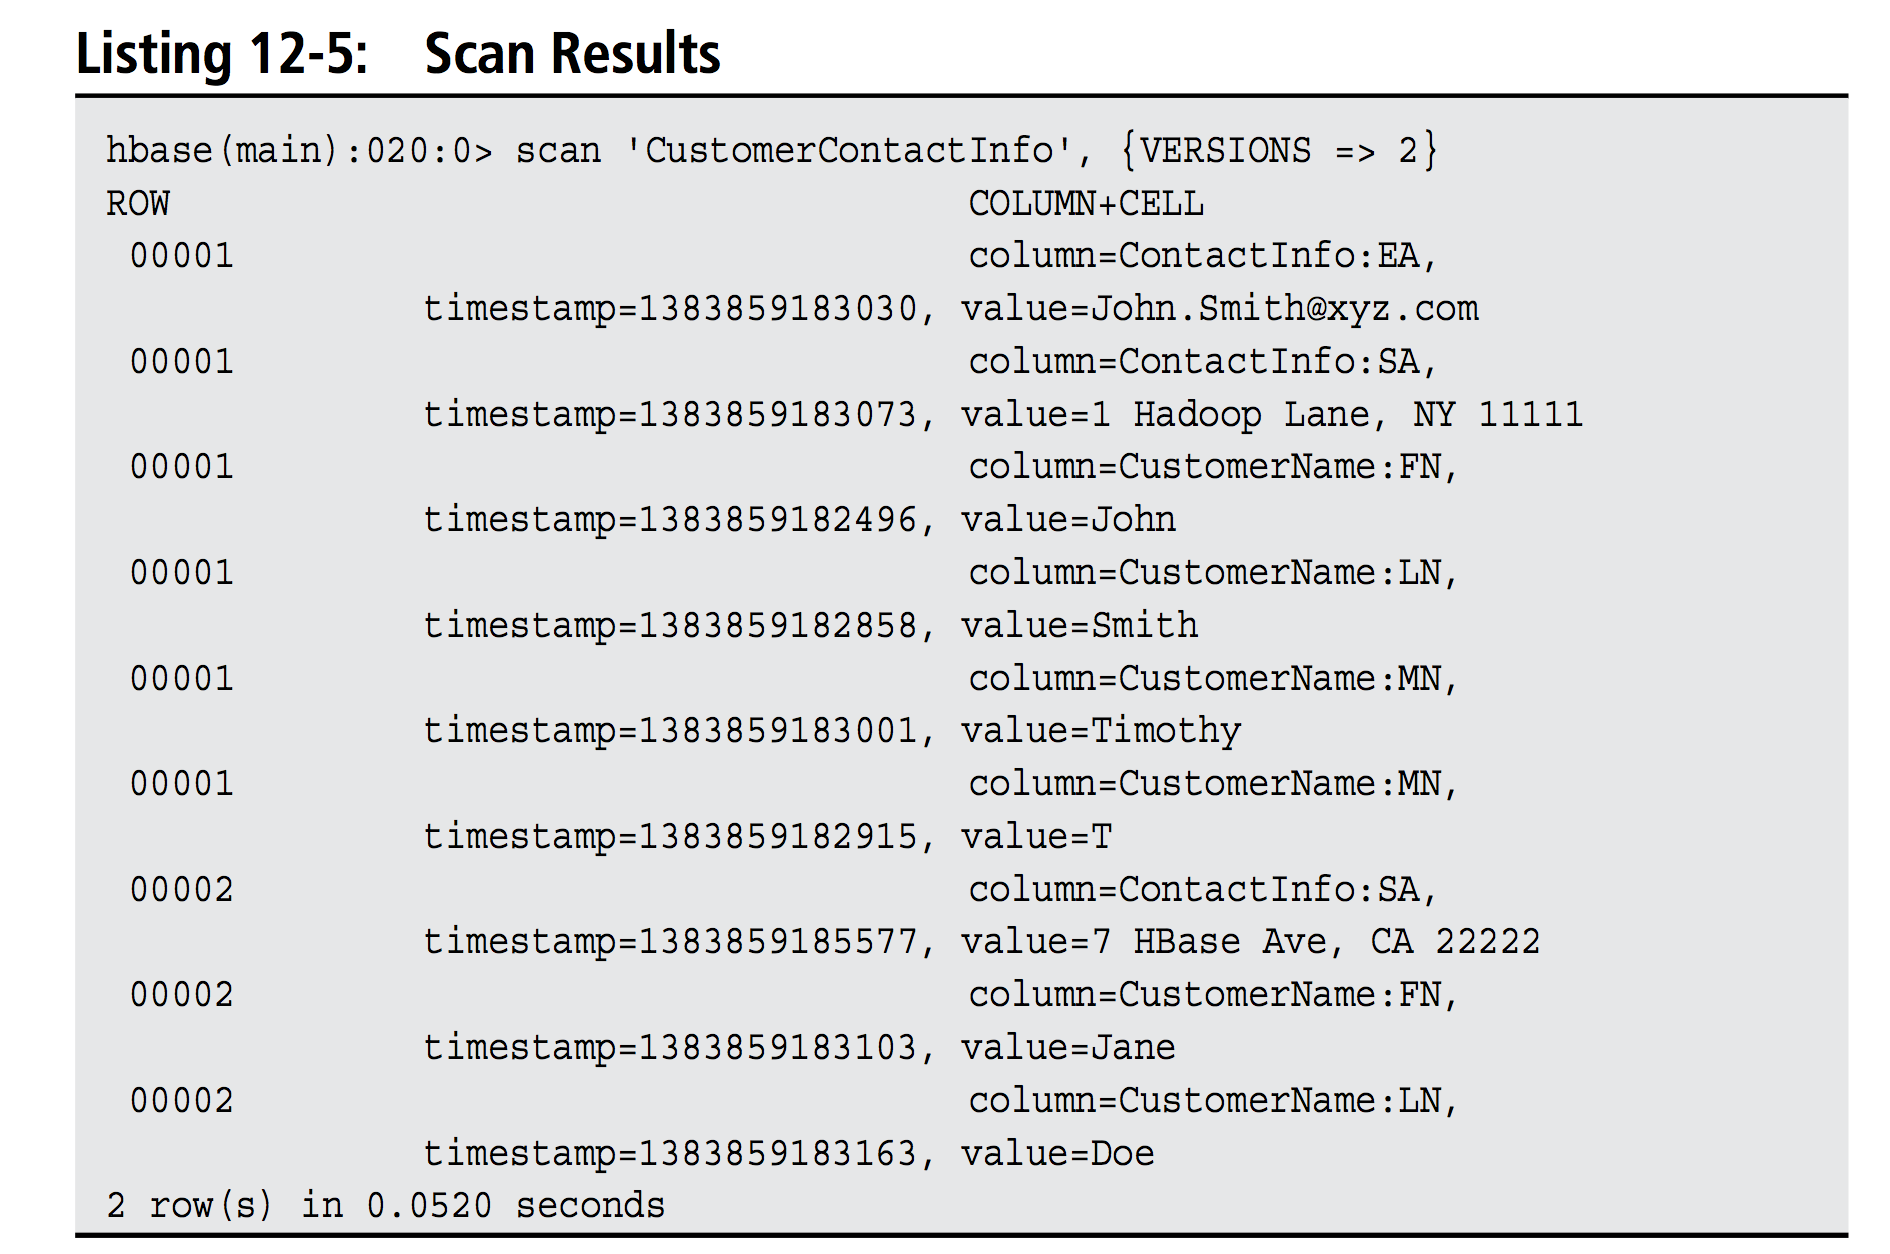 Listing 12-5: Scan Results
hbase(main):020:0> scan 'CustomerContactInfo', {VERSIONS => 2}
ROW COLUMN+CELL
00001 column=ContactInfo:EA,
timestamp=1383859183030, value=John.Smith@xyz.com
00001 column=ContactInfo:SA,
timestamp=1383859183073, value=1 Hadoop Lane, NY 11111
00001 column=CustomerName:FN,
timestamp=1383859182496, value=John
00001 column=CustomerName:LN,
timestamp=1383859182858, value=Smith
00001 column=CustomerName:MN,
timestamp=1383859183001, value=Timothy
00001 column=CustomerName:MN,
timestamp=1383859182915, value=T
00002 column=ContactInfo:SA,
timestamp=1383859185577, value=7 HBase Ave, CA 22222
00002 column=CustomerName:FN,
timestamp=1383859183103, value=Jane
00002 column=CustomerName:LN,
timestamp=1383859183163, value=Doe
2 row(s) in 0.0520 seconds